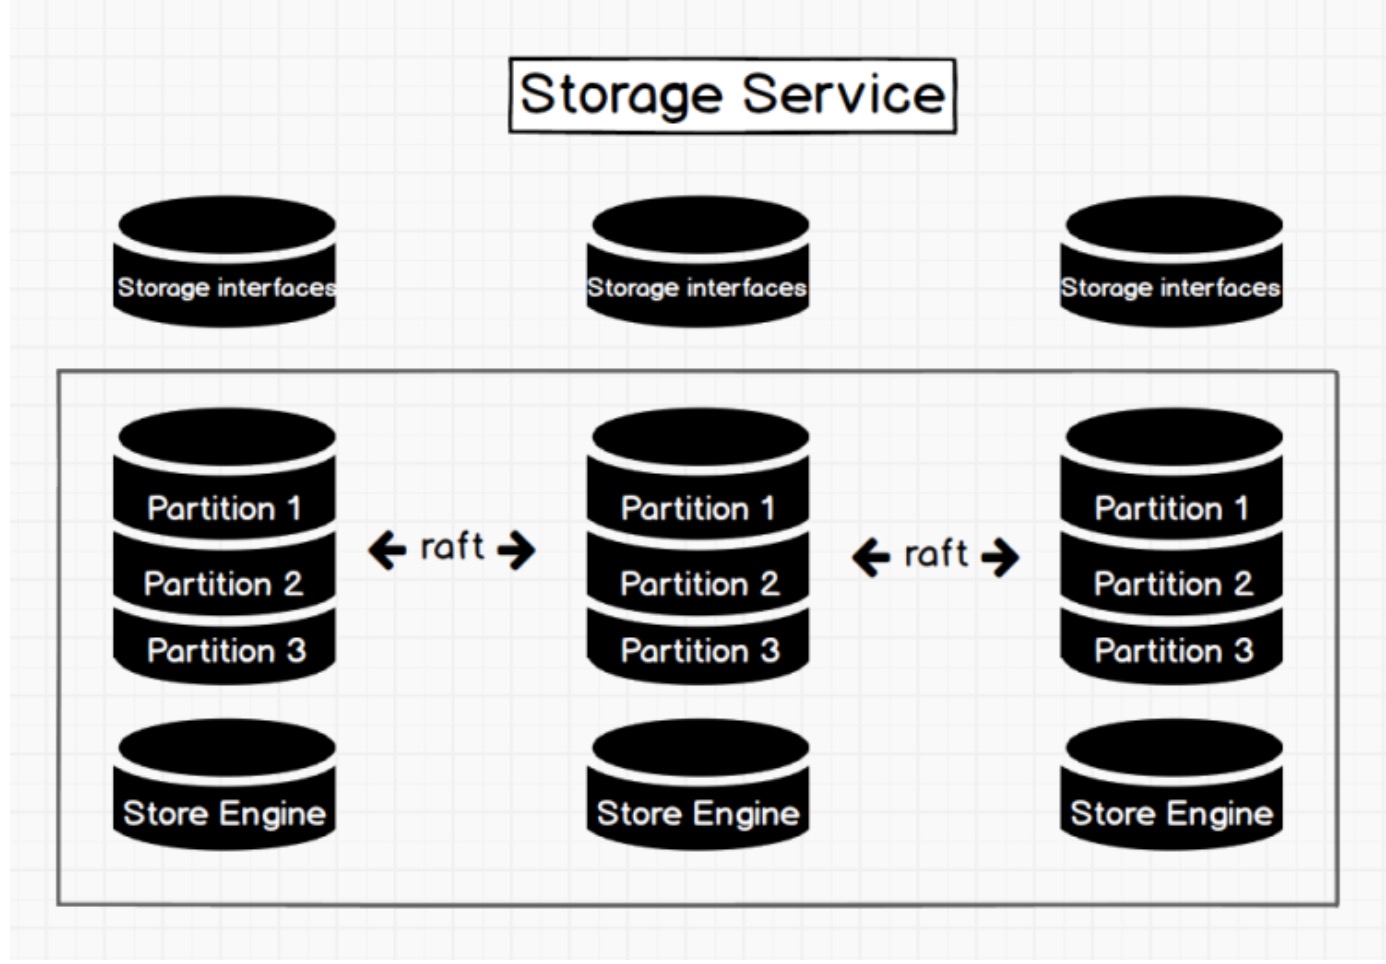 Storage Service
Storage interfaces
Storage interfaces
Storage interfaces
Partition 1
Partition 2
Partition 3
raft
Partition 1
Partition 2
Partition 3
raft
Partition 1
Partition 2
Partition 3
Store Engine
Store Engine
Store Engine